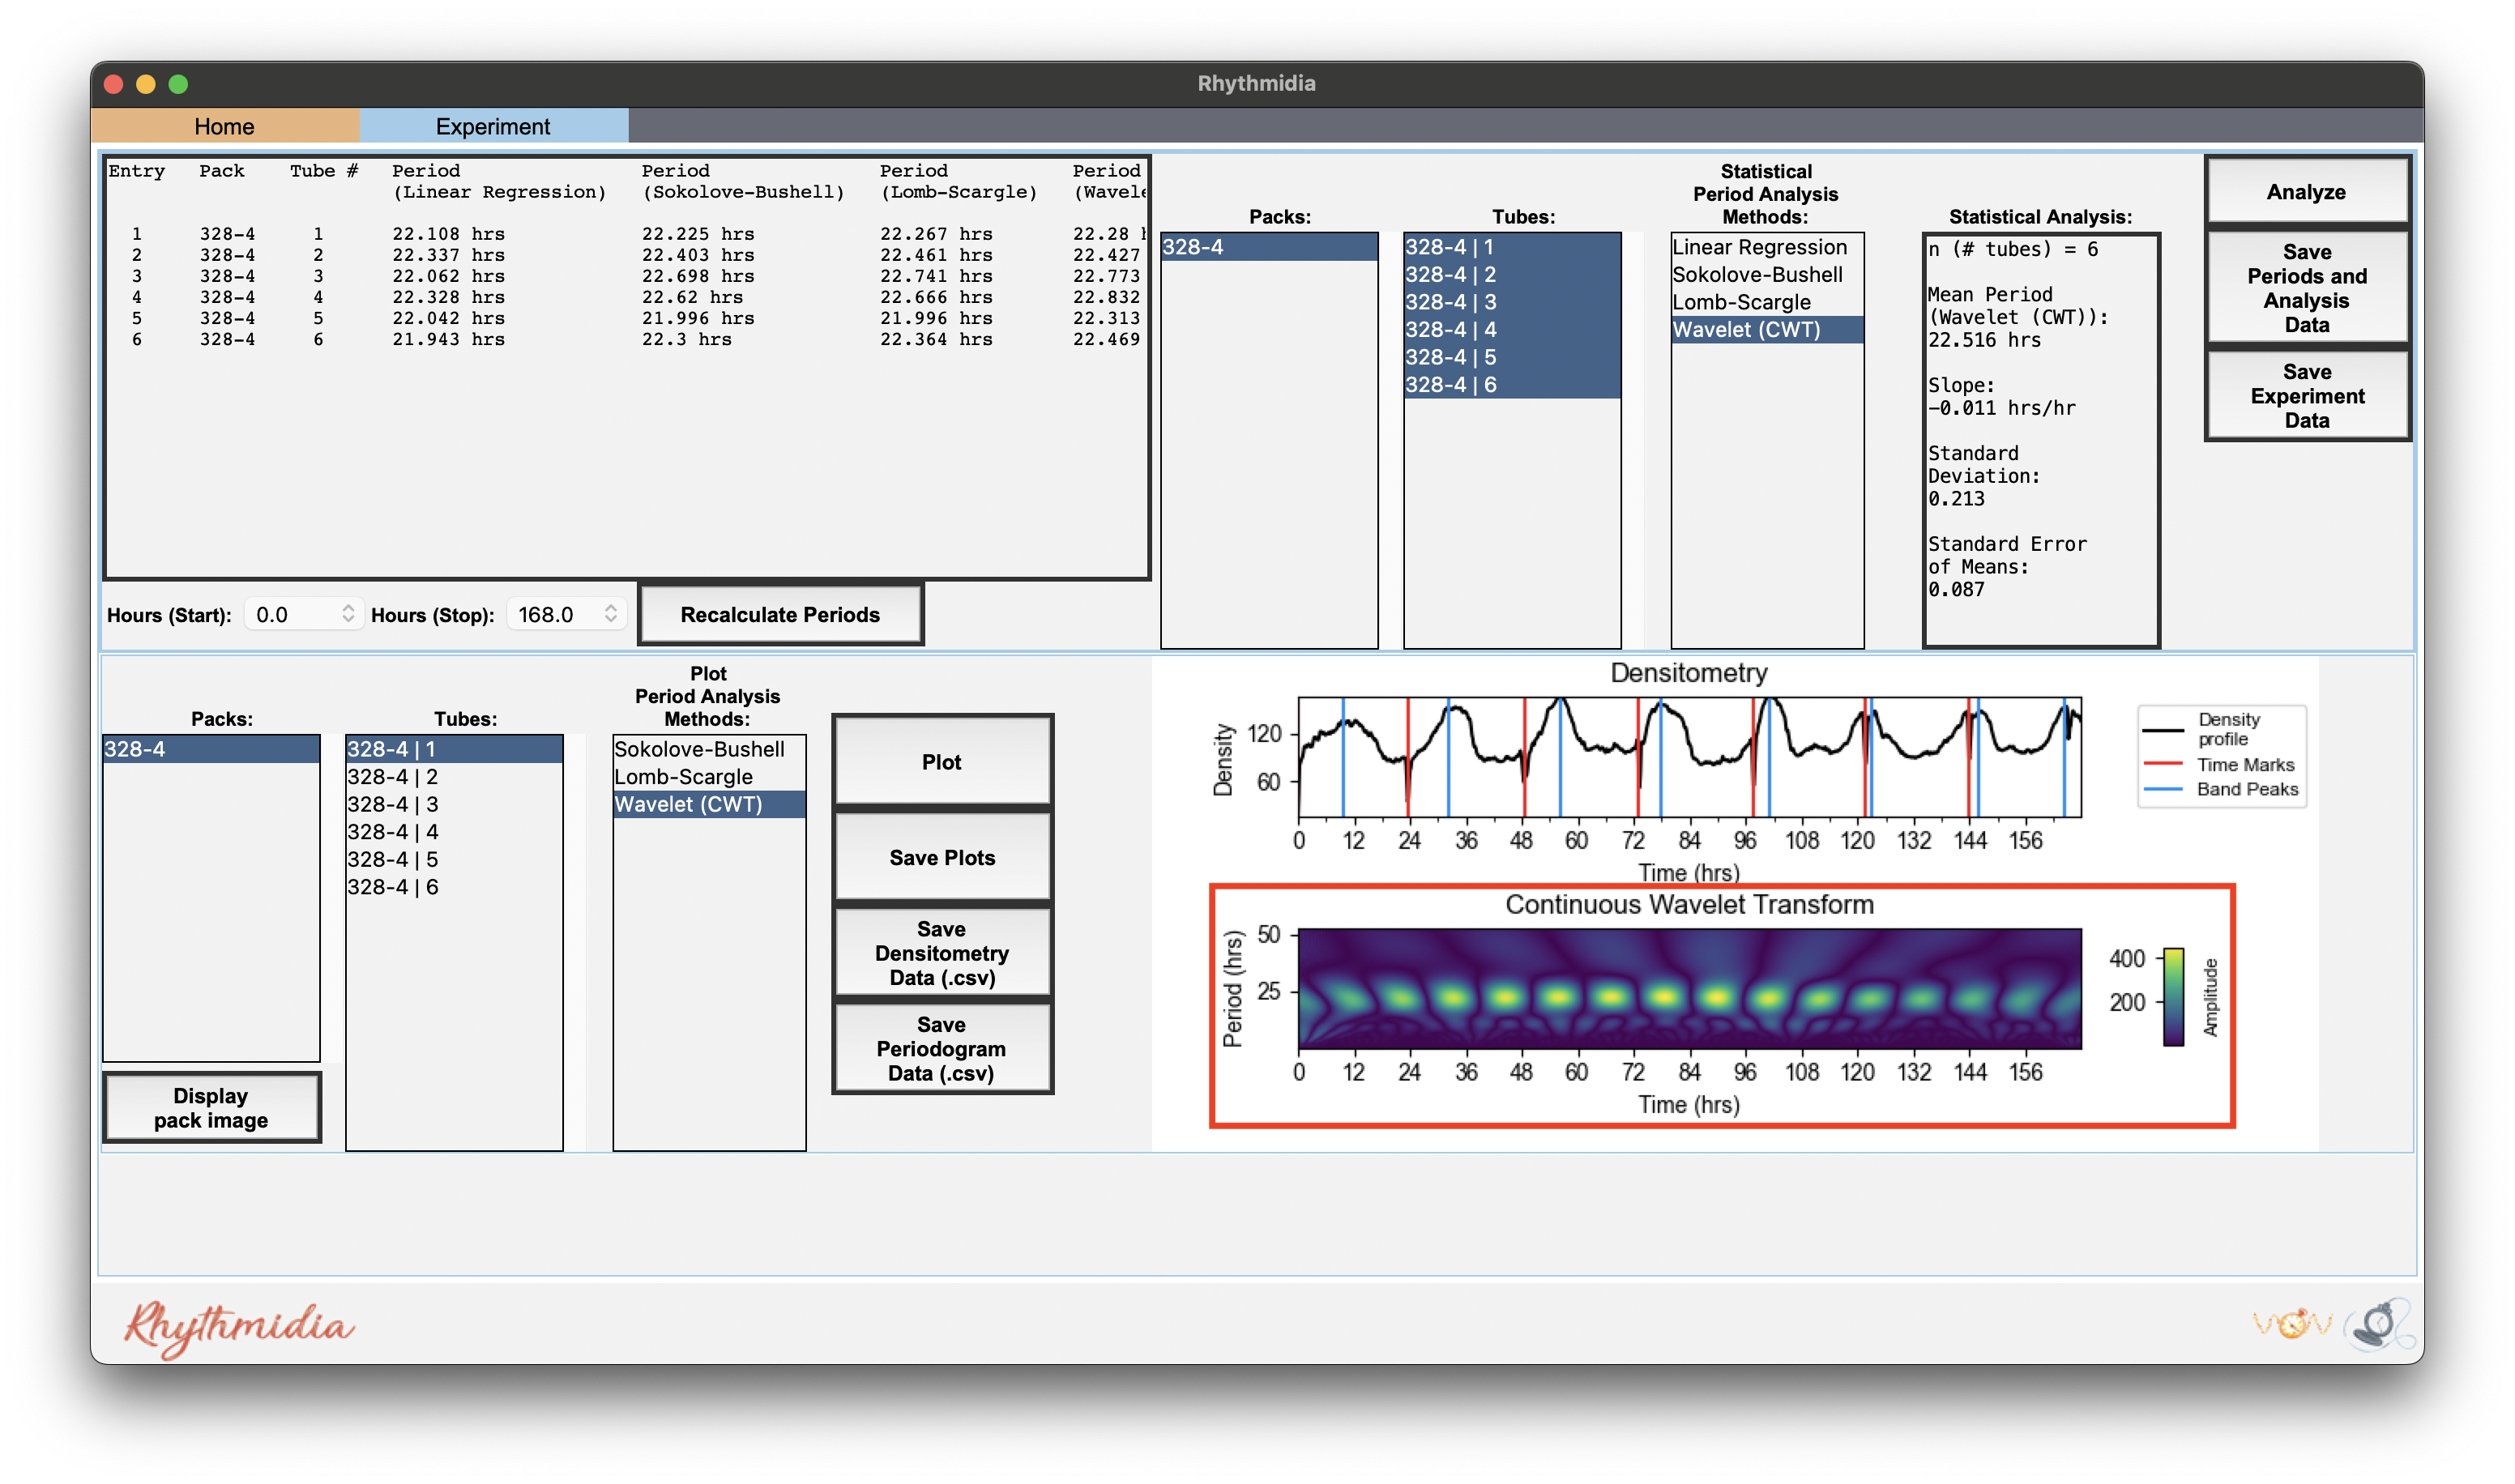 Rhythmidia
Home
Experiment
Entry Pack Tube # Period Period Period Period
(Linear Regression) (Sokolove-Bushell) (Lomb-Scargle) (Wavele
1 328-4 1 22.108 hrs 22.225 hrs 22.267 hrs 22.28
2 328-4 2 22.337 hrs 22.403 hrs 22.461 hrs 22.427
3 328-4 3 22.062 hrs 22.698 hrs 22.741 hrs 22.773
4 328-4 4 22.328 hrs 22.62 hrs 22.666 hrs 22.832
5 328-4 5 22.042 hrs 21.996 hrs 21.996 hrs 22.313
6 328-4 6 21.943 hrs 22.3 hrs 22.364 hrs 22.469
Hours (Start): 0.0 Hours (Stop): 168.0 Recalculate Periods
Packs:
328-4
Tubes:
328-4 | 1
328-4 | 2
328-4 | 3
328-4 | 4
328-4 | 5
328-4 | 6
Statistical
Period Analysis
Methods:
Linear Regression
Sokolove-Bushell
Lomb-Scargle
Wavelet (CWT)
Statistical Analysis:
n (# tubes) = 6
Mean Period
(Wavelet (CWT)):
22.516 hrs
Slope:
-0.011 hrs/hr
Standard
Deviation:
0.213
Standard Error
of Means:
0.087
Analyze
Save
Periods and
Analysis
Data
Save
Experiment
Data
Packs:
328-4
Display
pack image
Tubes:
328-4 | 1
328-4 | 2
328-4 | 3
328-4 | 4
328-4 | 5
328-4 | 6
Plot
Period Analysis
Methods:
Sokolove-Bushell
Lomb-Scargle
Wavelet (CWT)
Plot
Save Plots
Save
Densitometry
Data (.csv)
Save
Periodogram
Data (.csv)
Densitometry
Density
120
60
0 12 24 36 48 60 72 84 96 108 120 132 144 156
Time (hrs)
Density
profile
Time Marks
Band Peaks
Continuous Wavelet Transform
Period (hrs)
50
25
0 12 24 36 48 60 72 84 96 108 120 132 144 156
Time (hrs)
400
200
Amplitude
Rhythmidia